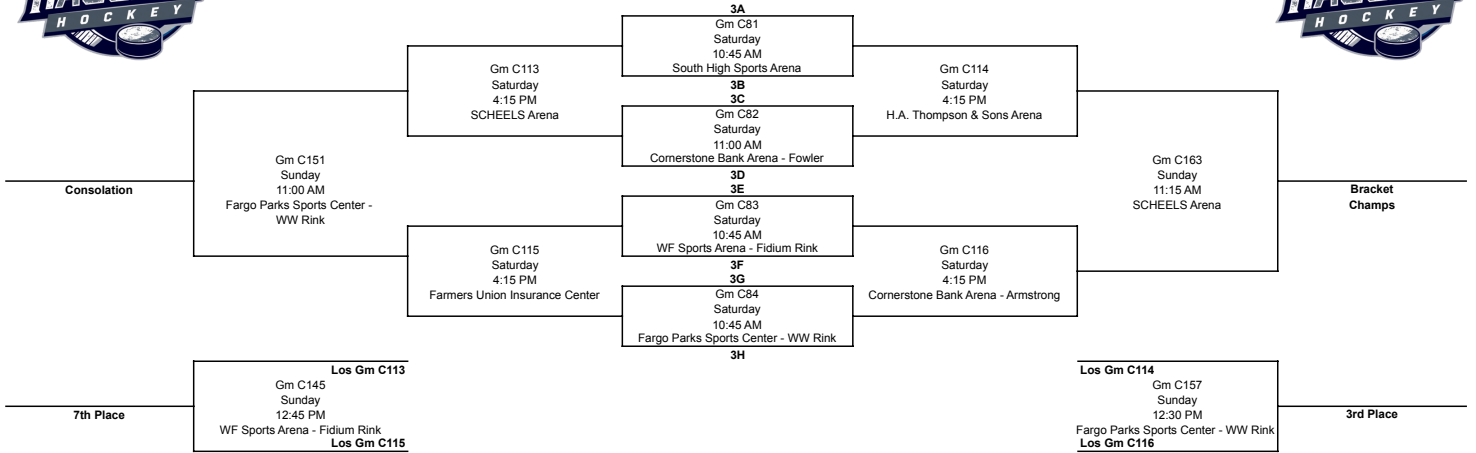 HOCKEY
HOCKEY
3A
Gm C81
Saturday
10:45 AM
South High Sports Arena
3B
Gm C113
Saturday
4:15 PM
SCHEELS Arena
Gm C114
Saturday
4:15 PM
H.A. Thompson & Sons Arena
3C
Gm C82
Saturday
11:00 AM
Cornerstone Bank Arena - Fowler
3D
Gm C151
Sunday
11:00 AM
Fargo Parks Sports Center -
WW Rink
Consolation
Gm C163
Sunday
11:15 AM
SCHEELS Arena
Bracket
Champs
3E
Gm C83
Saturday
10:45 AM
WF Sports Arena - Fidium Rink
3F
Gm C115
Saturday
4:15 PM
Farmers Union Insurance Center
Gm C116
Saturday
4:15 PM
Cornerstone Bank Arena - Armstrong
3G
Gm C84
Saturday
10:45 AM
Fargo Parks Sports Center - WW Rink
3H
Los Gm C113
Gm C145
Sunday
12:45 PM
WF Sports Arena - Fidium Rink
Los Gm C115
7th Place
Los Gm C114
Gm C157
Sunday
12:30 PM
Fargo Parks Sports Center - WW Rink
Los Gm C116
3rd Place